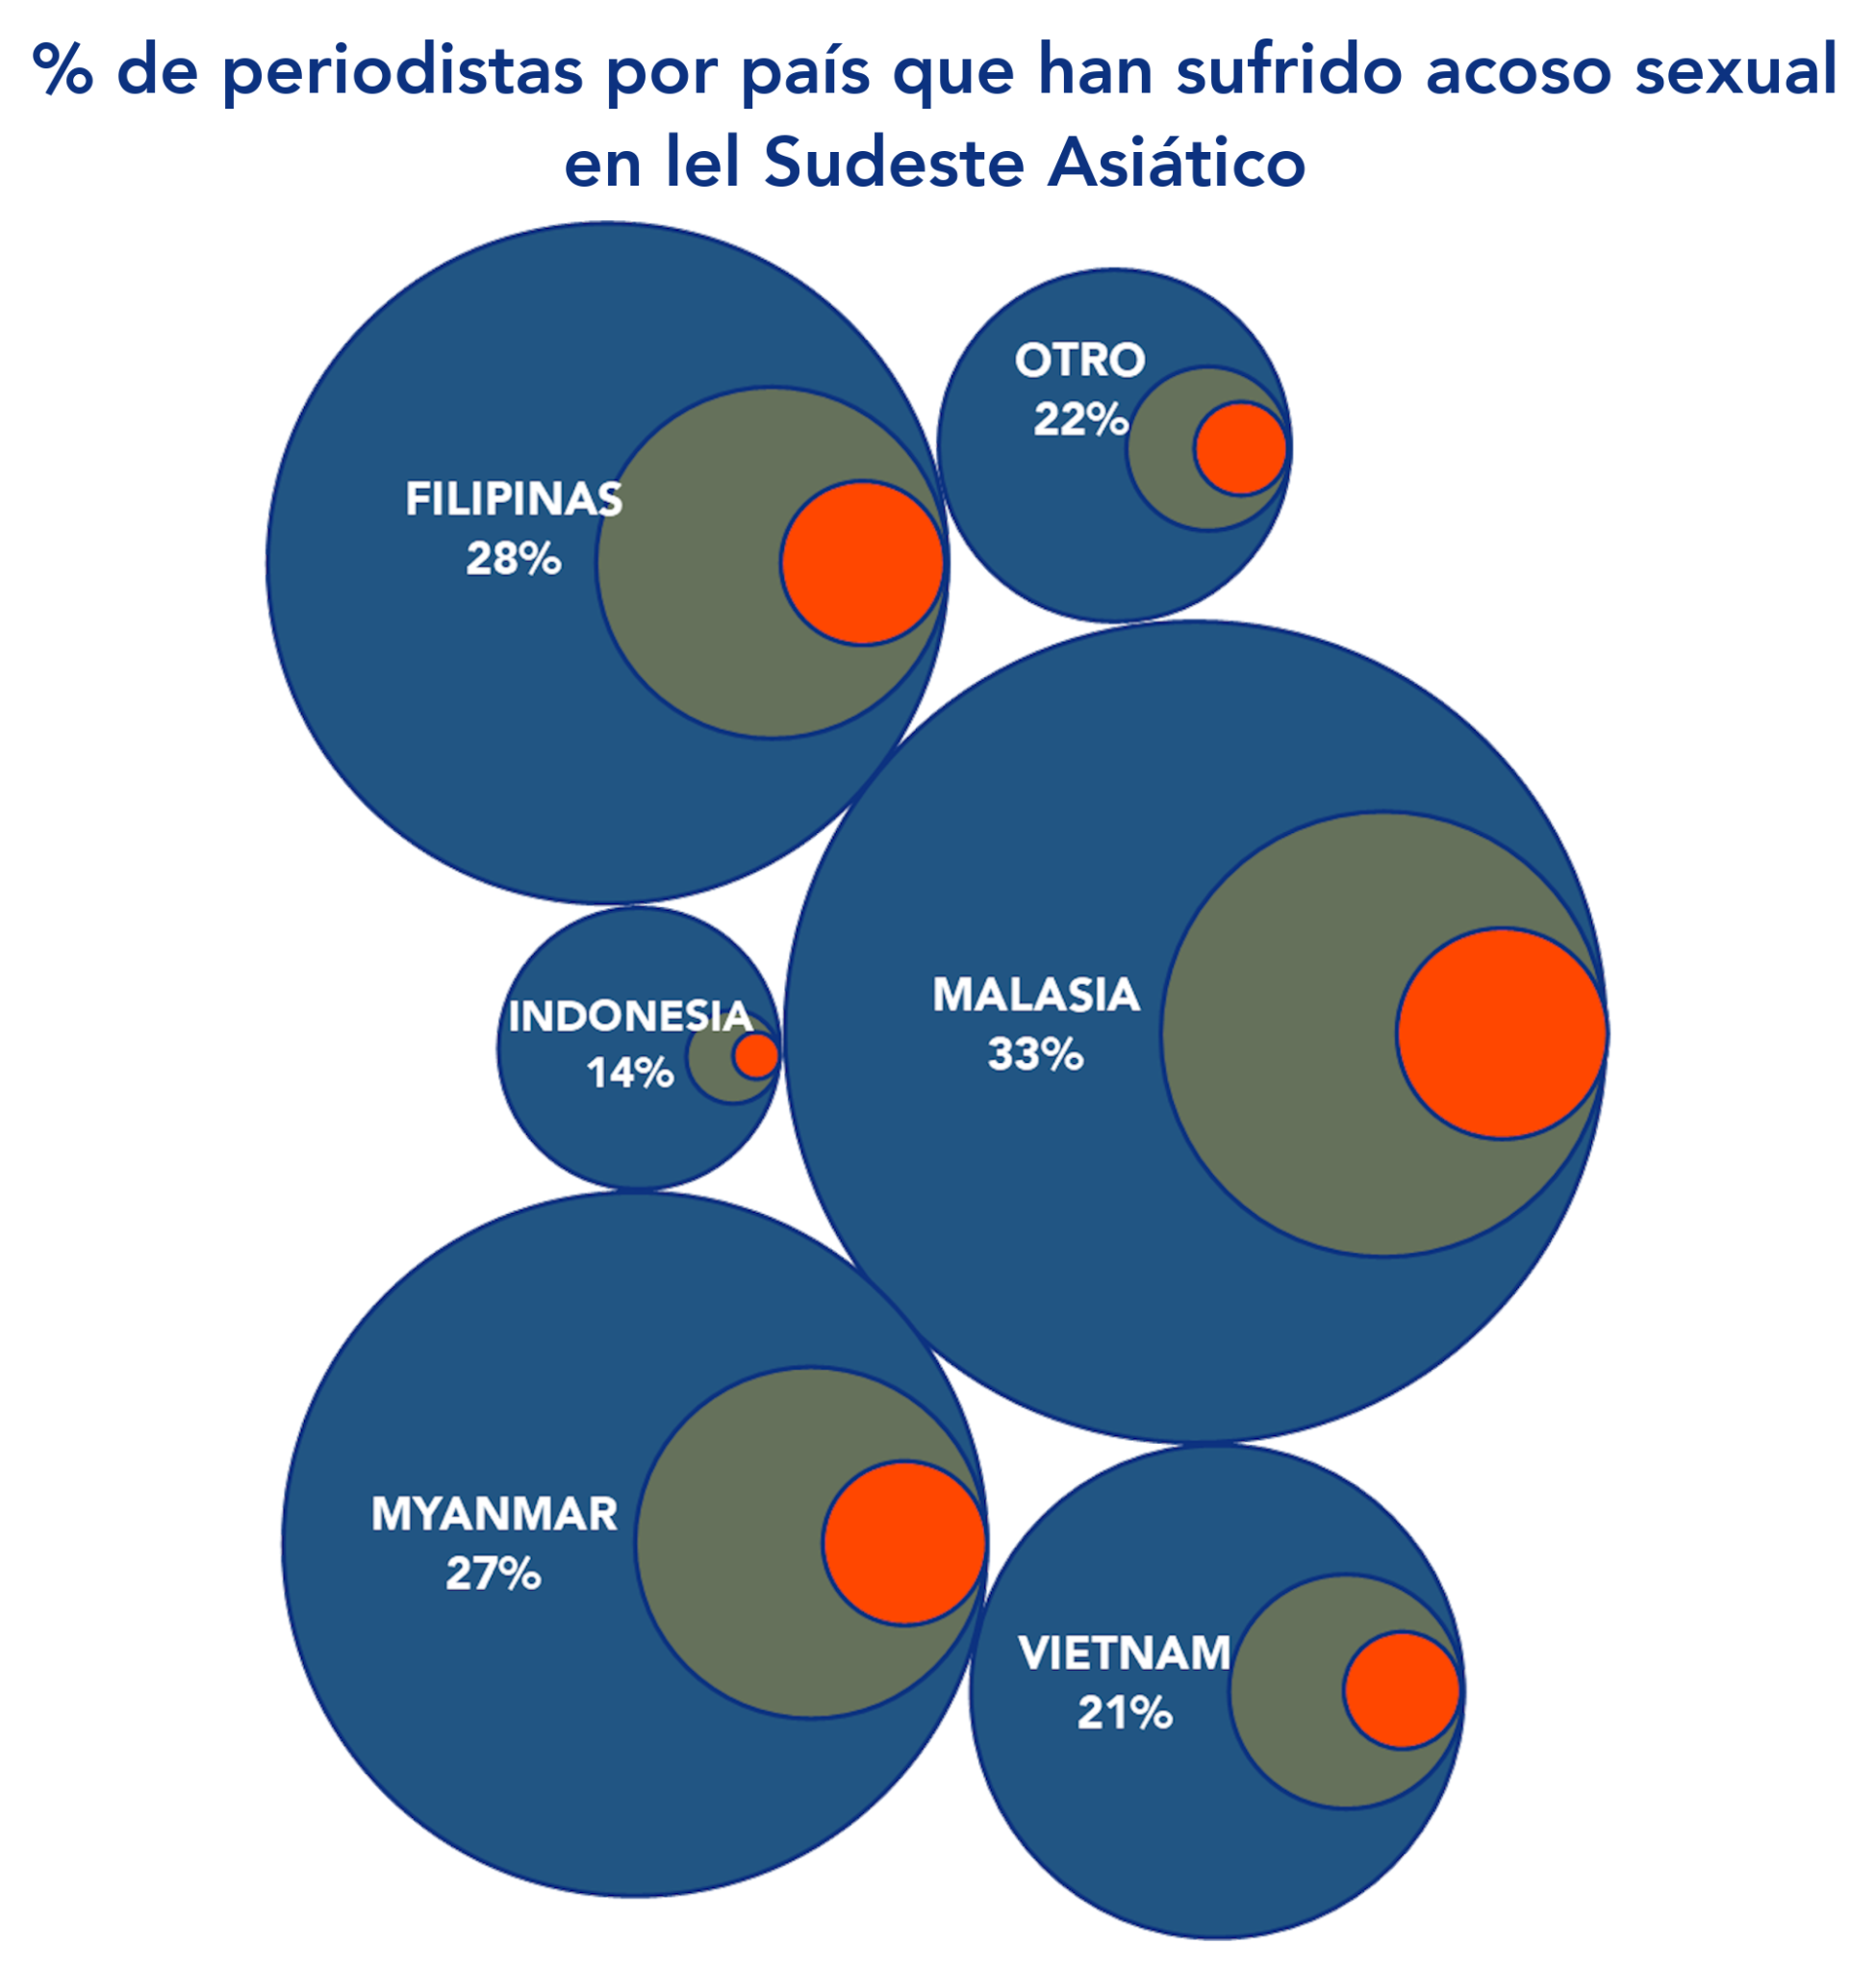 % de periodistas por país que han sufrido acoso sexual
en lel Sudeste Asiático
OTRO
22%
FILIPINAS
28%
MALASIA
33%
INDONESIA
14%
MYANMAR
27%
VIETNAM
21%